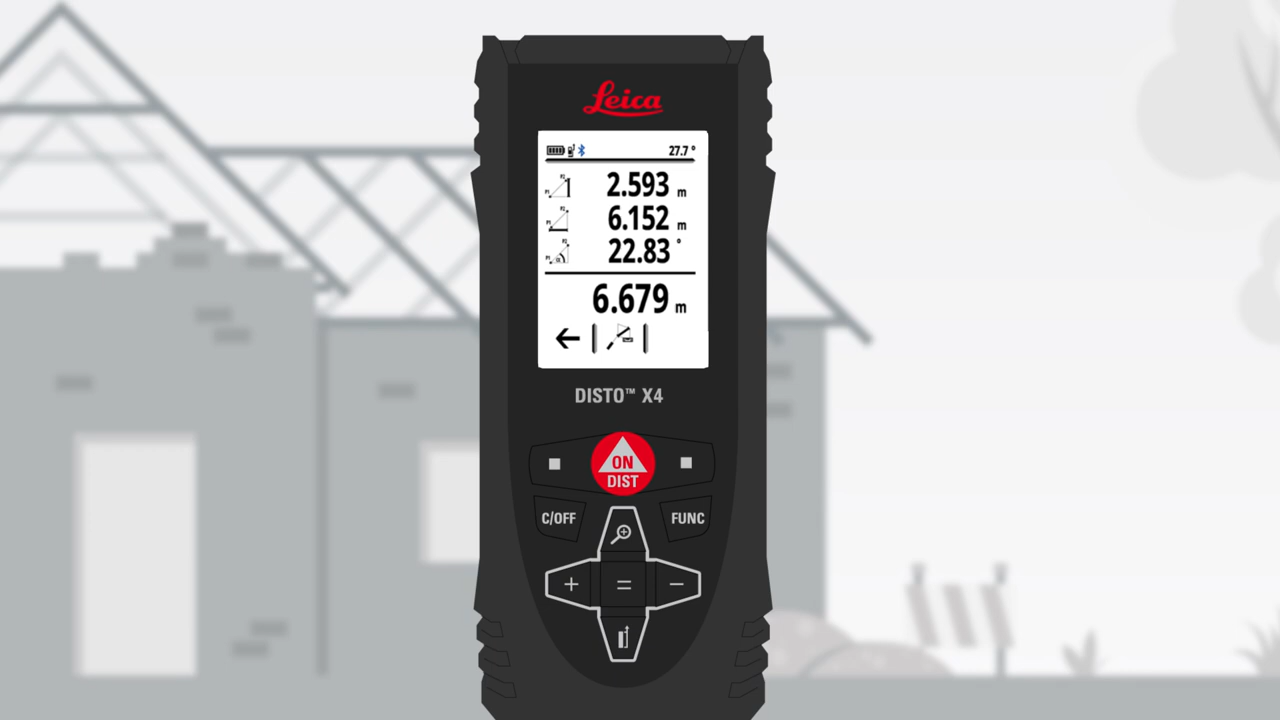 Leica
27.7 °
2.593 m
6.152 m
22.83 °
6.679 m
DISTO™ X4
ON
DIST
C/OFF
FUNC
+ = −